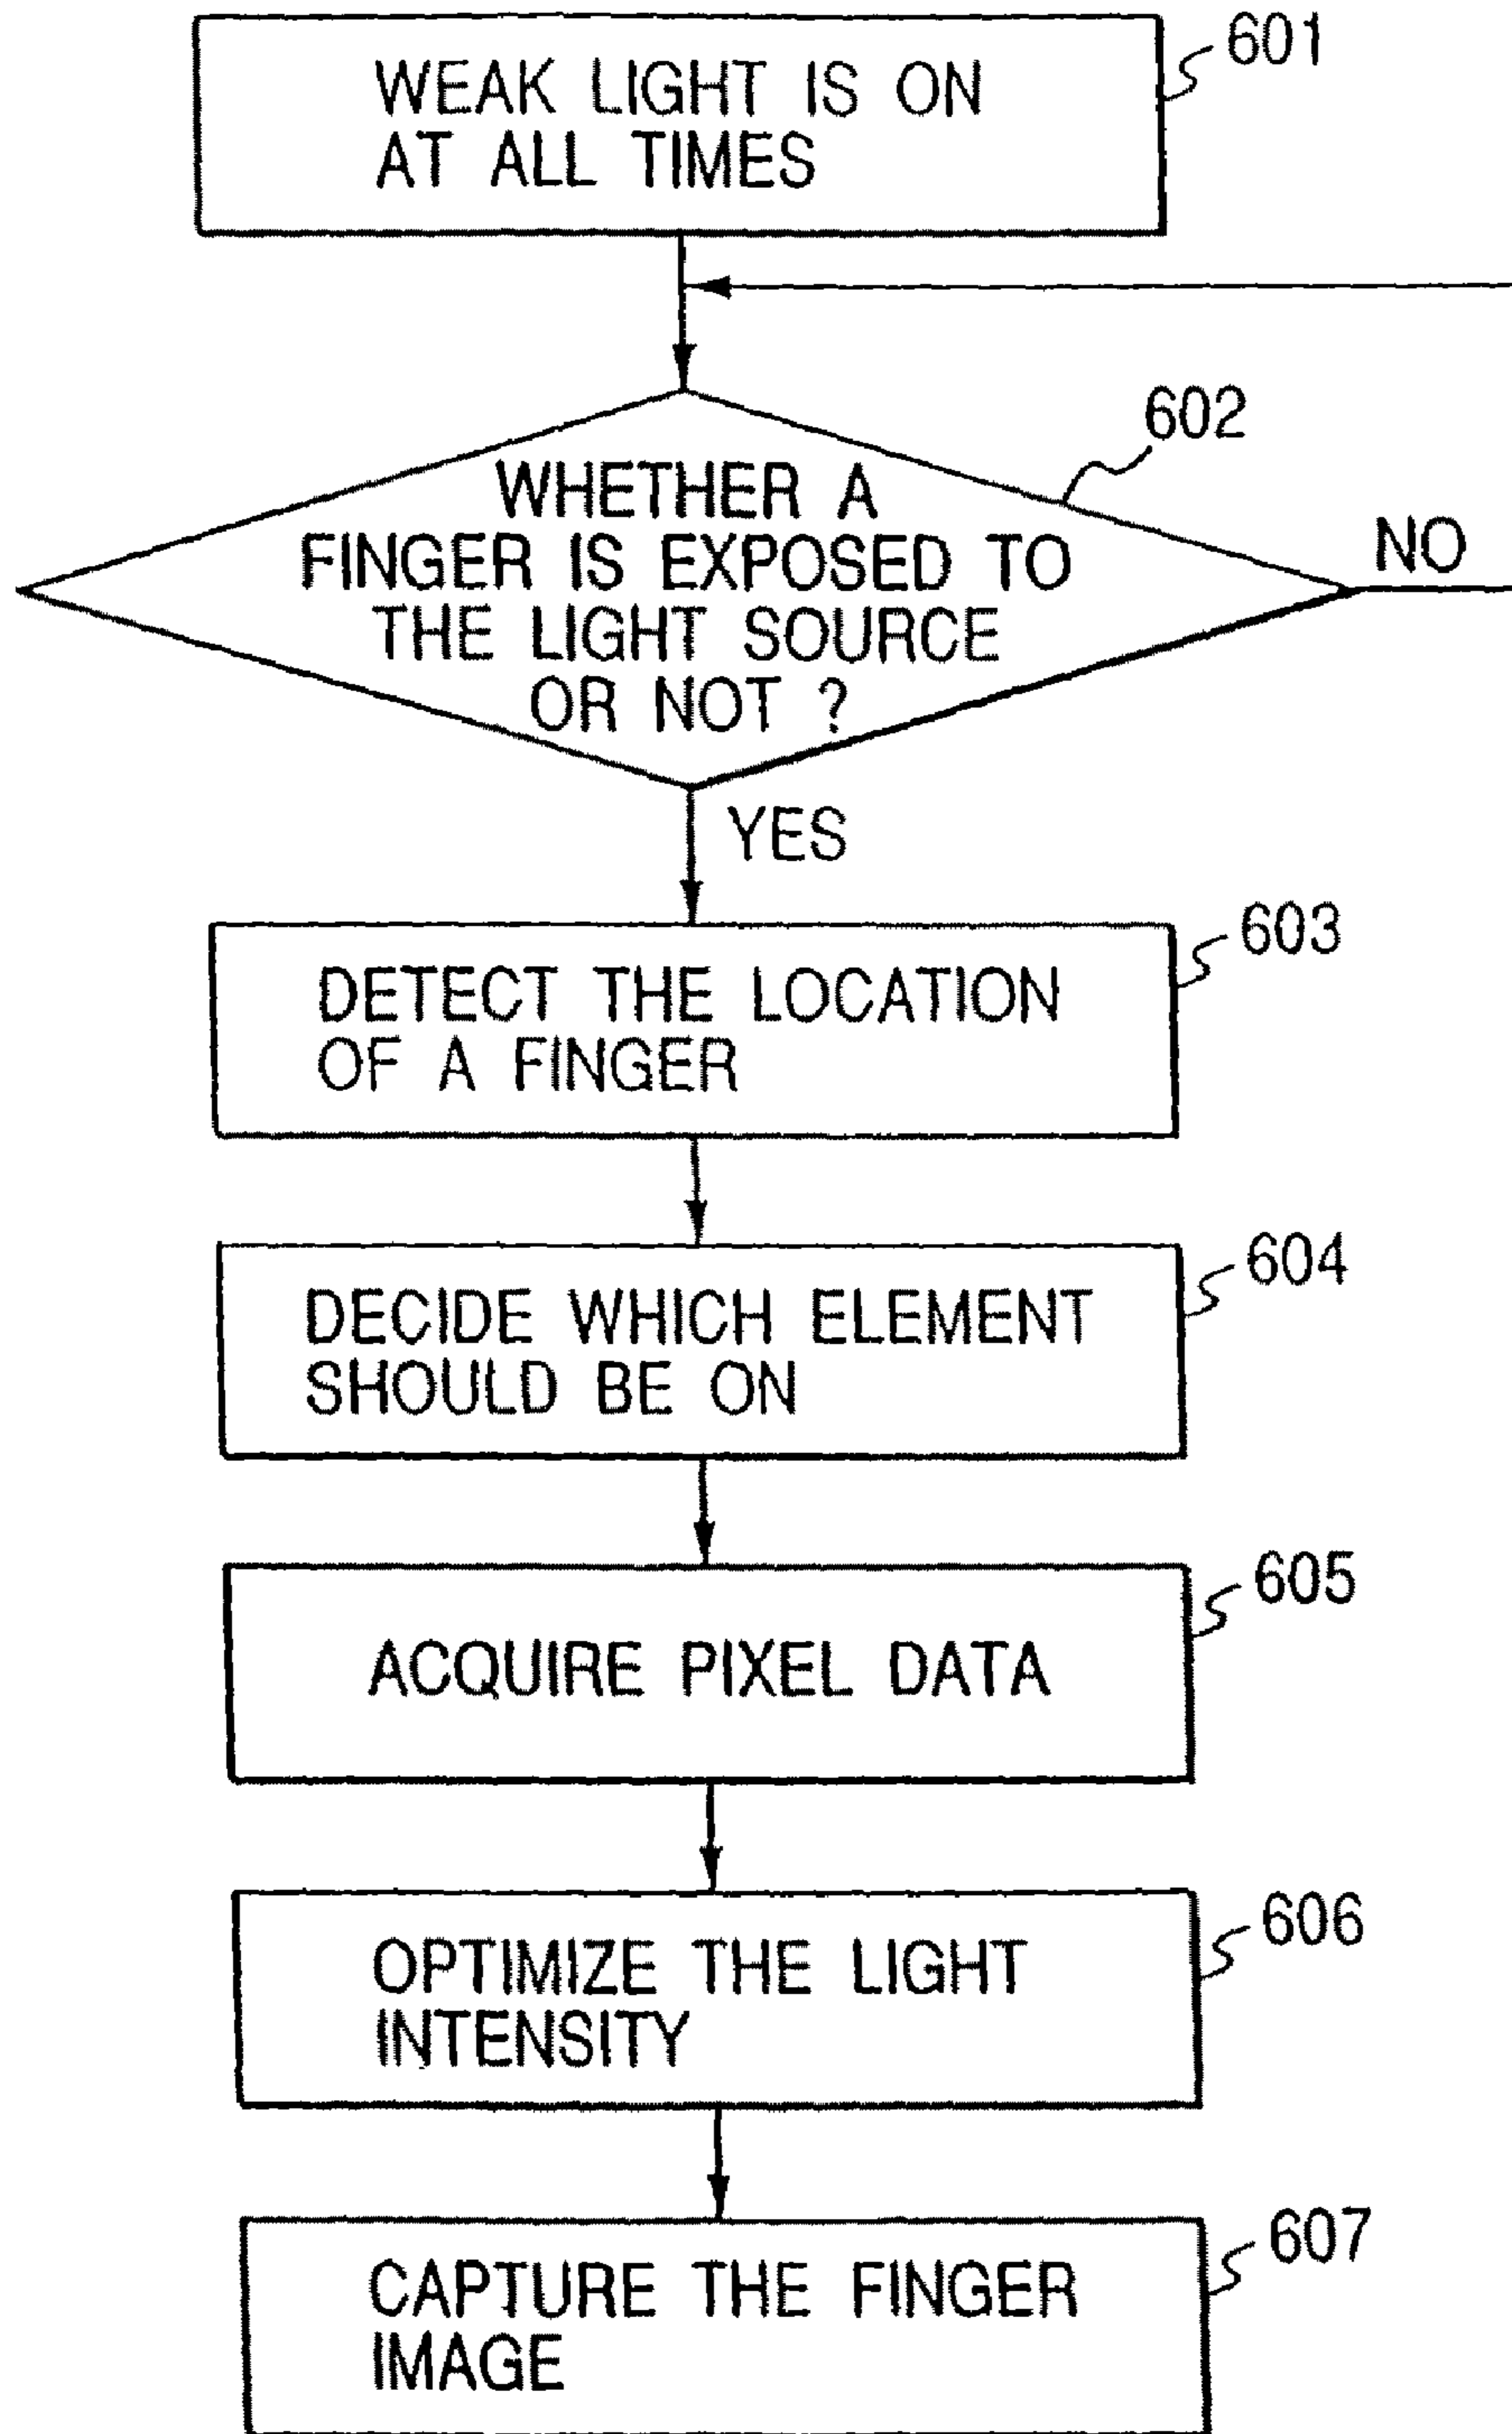 WEAK LIGHT IS ON
AT ALL TIMES
601
602
WHETHER A
FINGER IS EXPOSED TO
THE LIGHT SOURCE
OR NOT ?
NO
YES
603
DETECT THE LOCATION
OF A FINGER
604
DECIDE WHICH ELEMENT
SHOULD BE ON
605
ACQUIRE PIXEL DATA
606
OPTIMIZE THE LIGHT
INTENSITY
607
CAPTURE THE FINGER
IMAGE